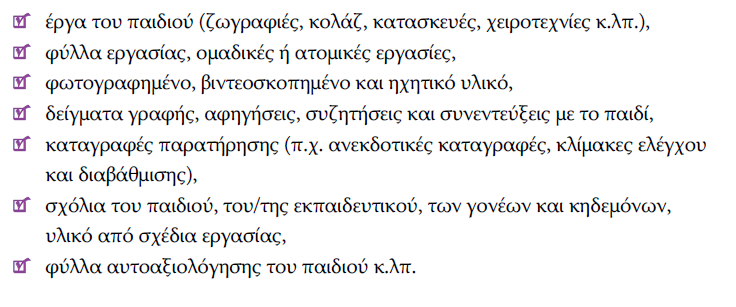 έργα του παιδιού (ζωγραφιές, κολάζ, κατασκευές, χειροτεχνίες κ.λπ.),
φύλλα εργασίας, ομαδικές ή ατομικές εργασίες,
φωτογραφημένο, βιντεοσκοπημένο και ηχητικό υλικό,
δείγματα γραφής, αφηγήσεις, συζητήσεις και συνεντεύξεις με το παιδί,
καταγραφές παρατήρησης (π.χ. ανεκδοτικές καταγραφές, κλίμακες ελέγχου
και διαβάθμισης),
σχόλια του παιδιού, του/της εκπαιδευτικού, των γονέων και κηδεμόνων,
υλικό από σχέδια εργασίας,
φύλλα αυτοαξιολόγησης του παιδιού κ.λπ.